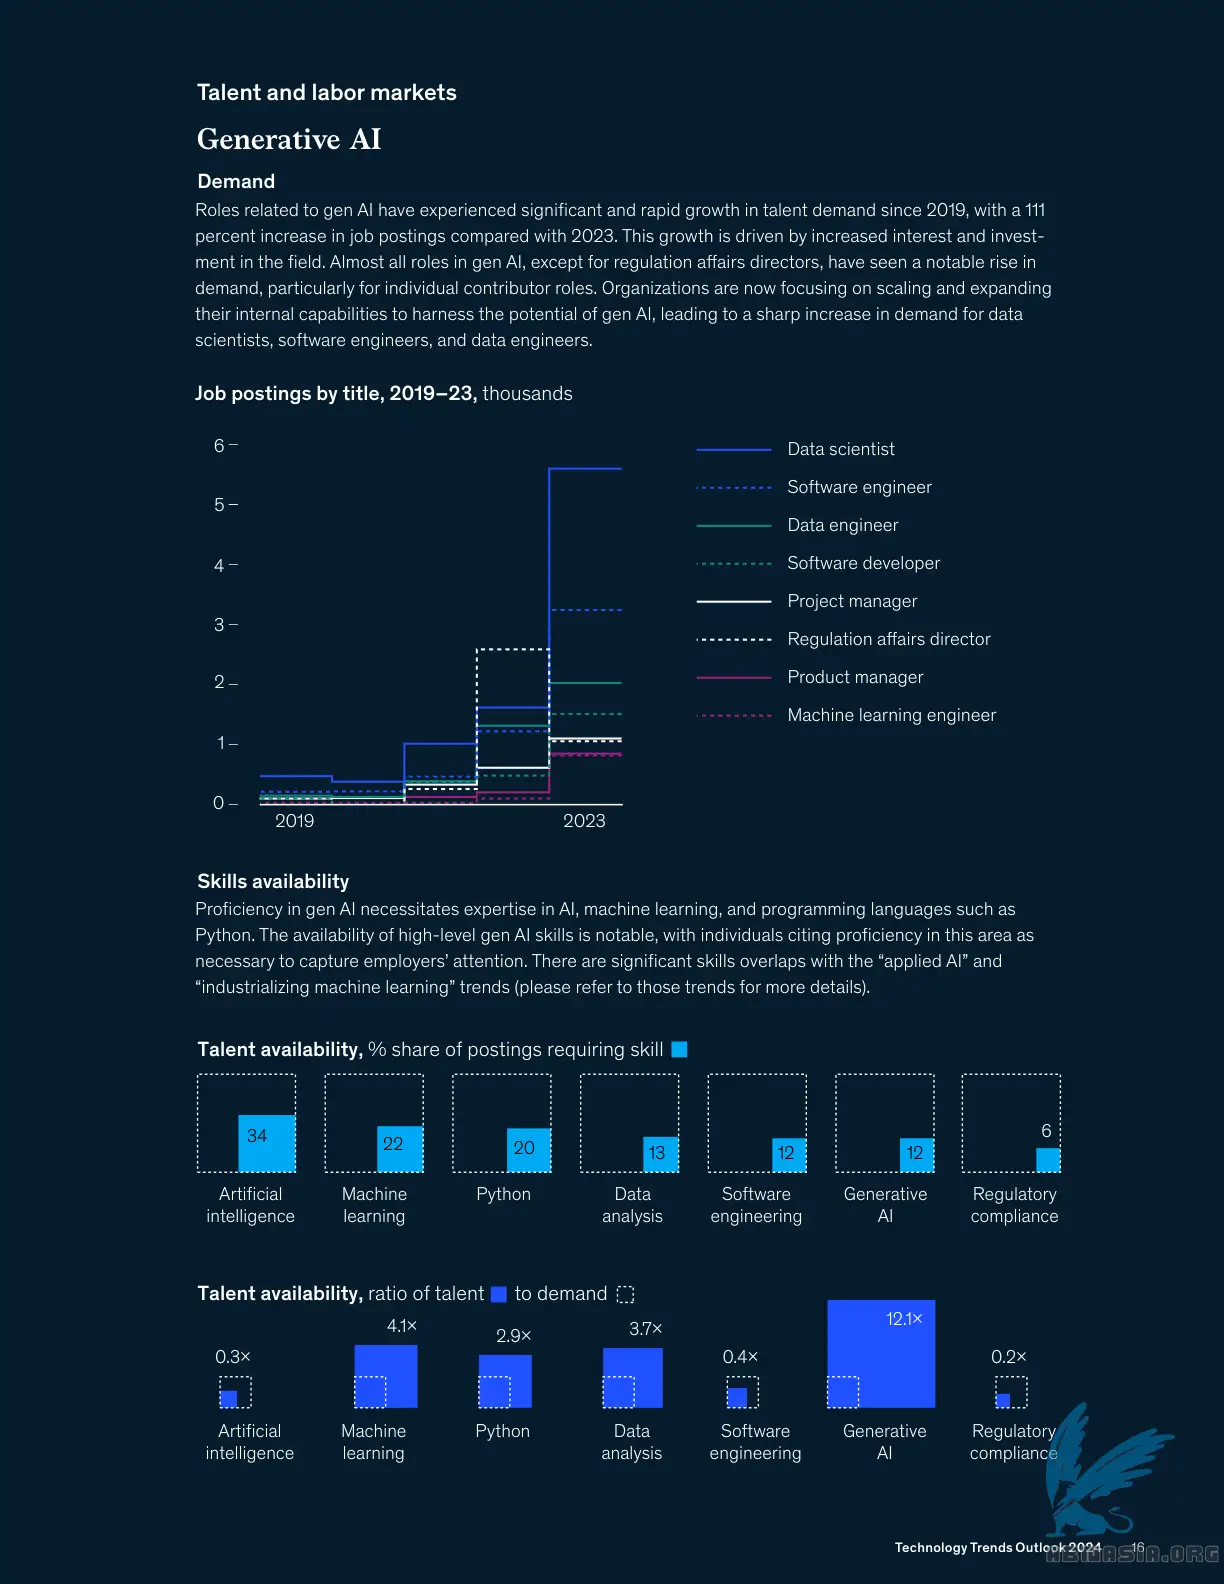 Talent and labor markets
Generative AI
Demand
Roles related to gen AI have experienced significant and rapid growth in talent demand since 2019, with a 111
percent increase in job postings compared with 2023. This growth is driven by increased interest and invest-
ment in the field. Almost all roles in gen AI, except for regulation affairs directors, have seen a notable rise in
demand, particularly for individual contributor roles. Organizations are now focusing on scaling and expanding
their internal capabilities to harness the potential of gen AI, leading to a sharp increase in demand for data
scientists, software engineers, and data engineers.
Job postings by title, 2019–23, thousands
6
5
4
3
2
1
0
2019 2023
Data scientist
Software engineer
Data engineer
Software developer
Project manager
Regulation affairs director
Product manager
Machine learning engineer
Skills availability
Proficiency in gen AI necessitates expertise in AI, machine learning, and programming languages such as
Python. The availability of high-level gen AI skills is notable, with individuals citing proficiency in this area as
necessary to capture employers’ attention. There are significant skills overlaps with the “applied AI” and
“industrializing machine learning” trends (please refer to those trends for more details).
Talent availability, % share of postings requiring skill
34 22 20 13 12 12 6
Artificial Machine Python Data Software Generative Regulatory
intelligence learning analysis engineering AI compliance
Talent availability, ratio of talent to demand
0.3× 4.1× 2.9× 3.7× 0.4× 12.1× 0.2×
Artificial Machine Python Data Software Generative Regulatory
intelligence learning analysis engineering AI compliance
Technology Trends Outlook 2024 16
ABINASIA.ORG